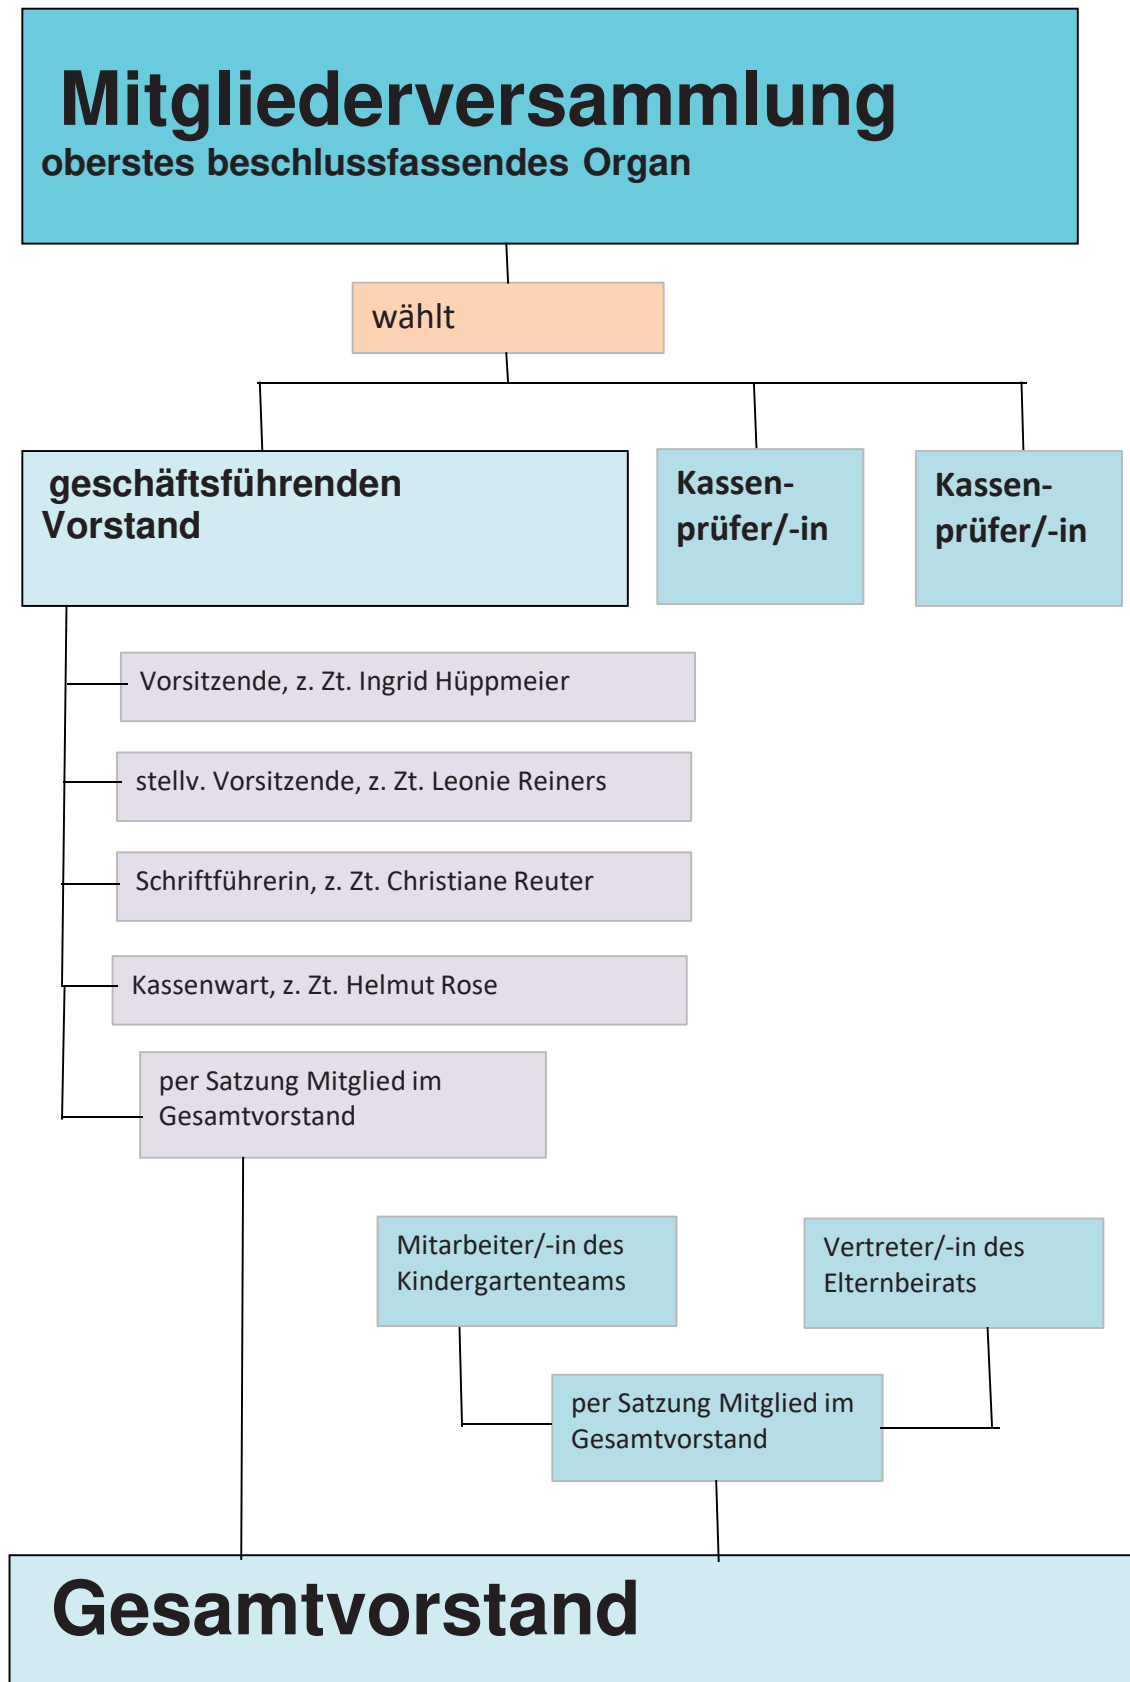 Mitgliederversammlung
oberstes beschlussfassendes Organ
wählt
geschäftsführenden
Vorstand
Kassen-
prüfer/-in
Kassen-
prüfer/-in
Vorsitzende, z. Zt. Ingrid Hüppmeier
stellv. Vorsitzende, z. Zt. Leonie Reiners
Schriftführerin, z. Zt. Christiane Reuter
Kassenwart, z. Zt. Helmut Rose
per Satzung Mitglied im
Gesamtvorstand
Mitarbeiter/-in des
Kindergartenteams
Vertreter/-in des
Elternbeirats
per Satzung Mitglied im
Gesamtvorstand
Gesamtvorstand